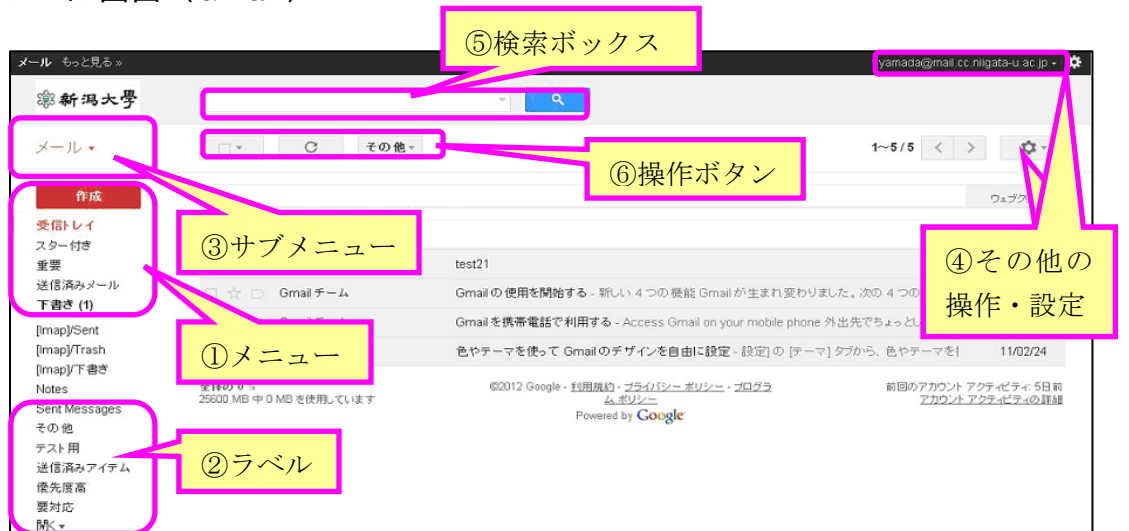 ⑤検索ボックス
メール もっと見る »
yamada@mail.cc.niigata-u.ac.jp
新潟大學
メール
その他
1～5 / 5
⑥操作ボタン
作成
③サブメニュー
受信トレイ
スター付き
重要
送信済みメール
下書き (1)
test21
④その他の
操作・設定
Gmail チーム
Gmail の使用を開始する - 新しい 4 つの機能 Gmail が生まれ変わりました。次の 4 つの
[Imap]/Sent
Gmail を携帯電話で利用する - Access Gmail on your mobile phone 外出先でちょっとし
[Imap]/Trash
①メニュー
色やテーマを使って Gmail のデザインを自由に設定 - 設定] の [テーマ] タブから、色やテーマを
11/02/24
[Imap]/下書き
Notes
25600 MB 中 0 MB を使用しています
©2012 Google - 利用規約 - プライバシー ポリシー - プログラ
ム ポリシー
Powered by Google
前回のアカウント アクティビティ: 5日前
アカウント アクティビティの詳細
Sent Messages
その他
テスト用
②ラベル
送信済みアイテム
優先度高
要対応
開く